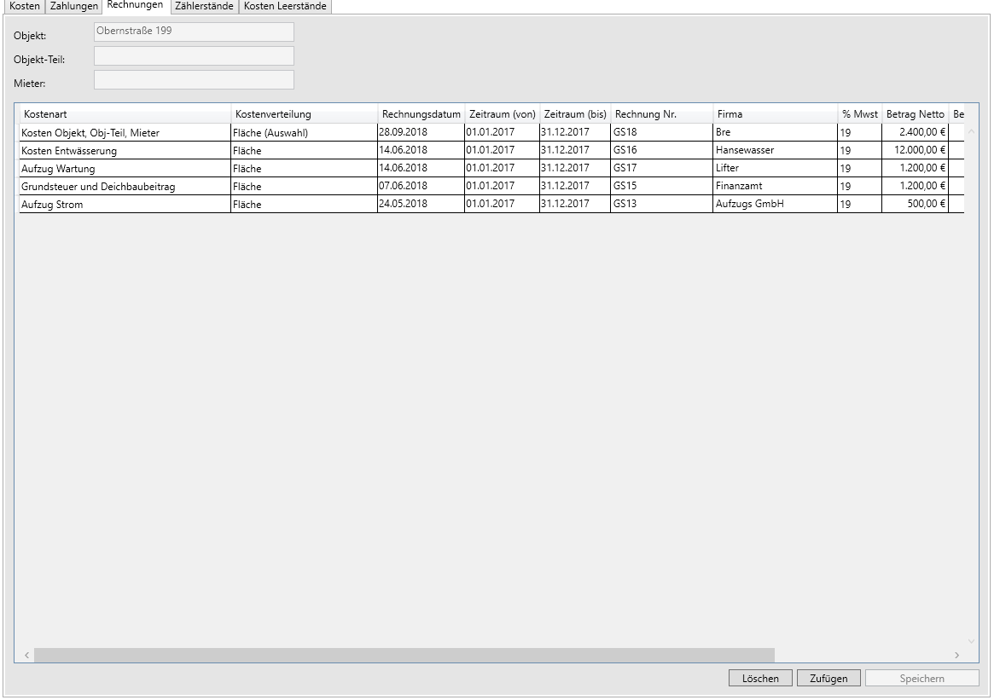 Kosten Zahlungen Rechnungen Zählerstände Kosten Leerstände
Objekt: Obernstraße 199
Objekt-Teil:
Mieter:
Kostenart Kostenverteilung Rechnungsdatum Zeitraum (von) Zeitraum (bis) Rechnung Nr. Firma % Mwst Betrag Netto Be
Kosten Objekt, Obj-Teil, Mieter Fläche (Auswahl) 28.09.2018 01.01.2017 31.12.2017 GS18 Bre 19 2.400,00 €
Kosten Entwässerung Fläche 14.06.2018 01.01.2017 31.12.2017 GS16 Hansewasser 19 12.000,00 €
Aufzug Wartung Fläche 14.06.2018 01.01.2017 31.12.2017 GS17 Lifter 19 1.200,00 €
Grundsteuer und Deichbaubeitrag Fläche 07.06.2018 01.01.2017 31.12.2017 GS15 Finanzamt 19 1.200,00 €
Aufzug Strom Fläche 24.05.2018 01.01.2017 31.12.2017 GS13 Aufzugs GmbH 19 500,00 €
Löschen Zufügen Speichern